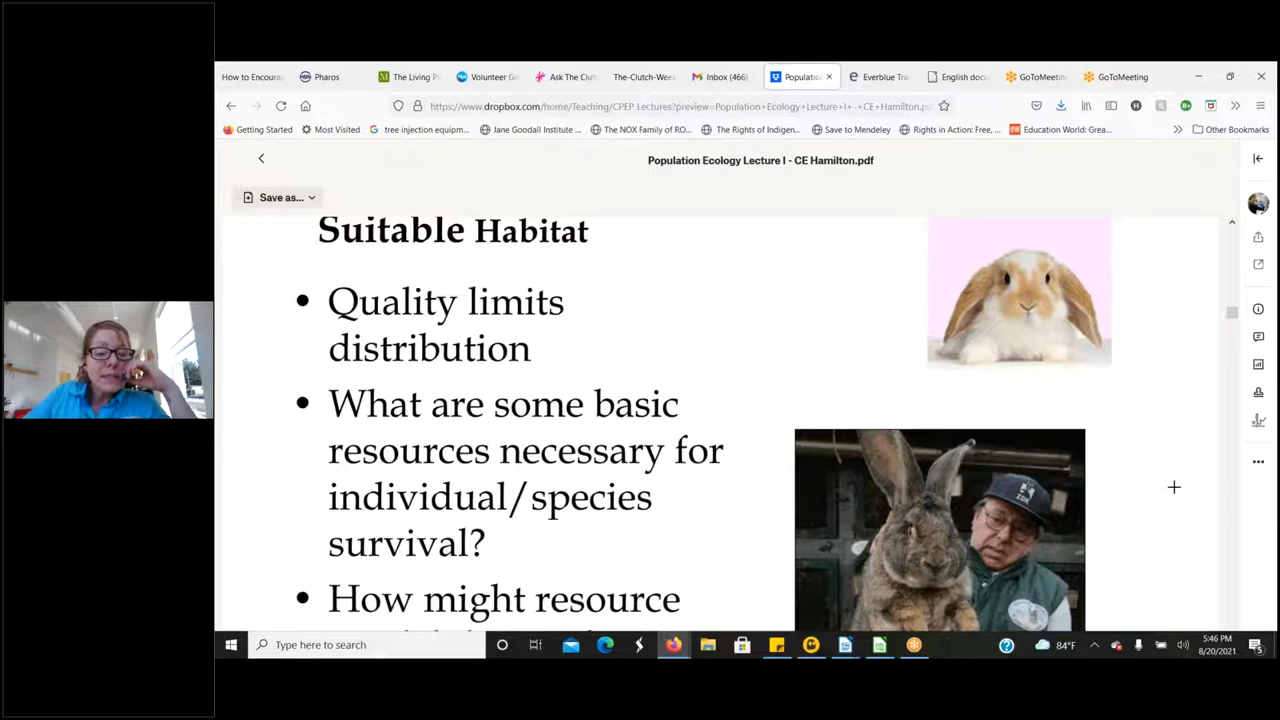 How to Encourag
Pharos
The Living Pr
Volunteer Ge
Ask The Clut
The-Clutch-Week
Inbox (466)
Populatio
Everblue Tra
English docu
GoToMeetin
GoToMeeting
https://www.dropbox.com/home/Teaching/CPEP Lectures?preview=Population+Ecology+Lecture+I+-+CE+Hamilton.p
Getting Started
Most Visited
tree injection equipm...
Jane Goodall Institute ...
The NOX Family of RO...
The Rights of Indigen...
Save to Mendeley
Rights in Action: Free, ...
Education World: Grea...
Other Bookmarks
Population Ecology Lecture I - CE Hamilton.pdf
Save as...
Suitable Habitat
• Quality limits
distribution
• What are some basic
resources necessary for
individual/species
survival?
• How might resource
Type here to search
84°F
5:46 PM
8/20/2021